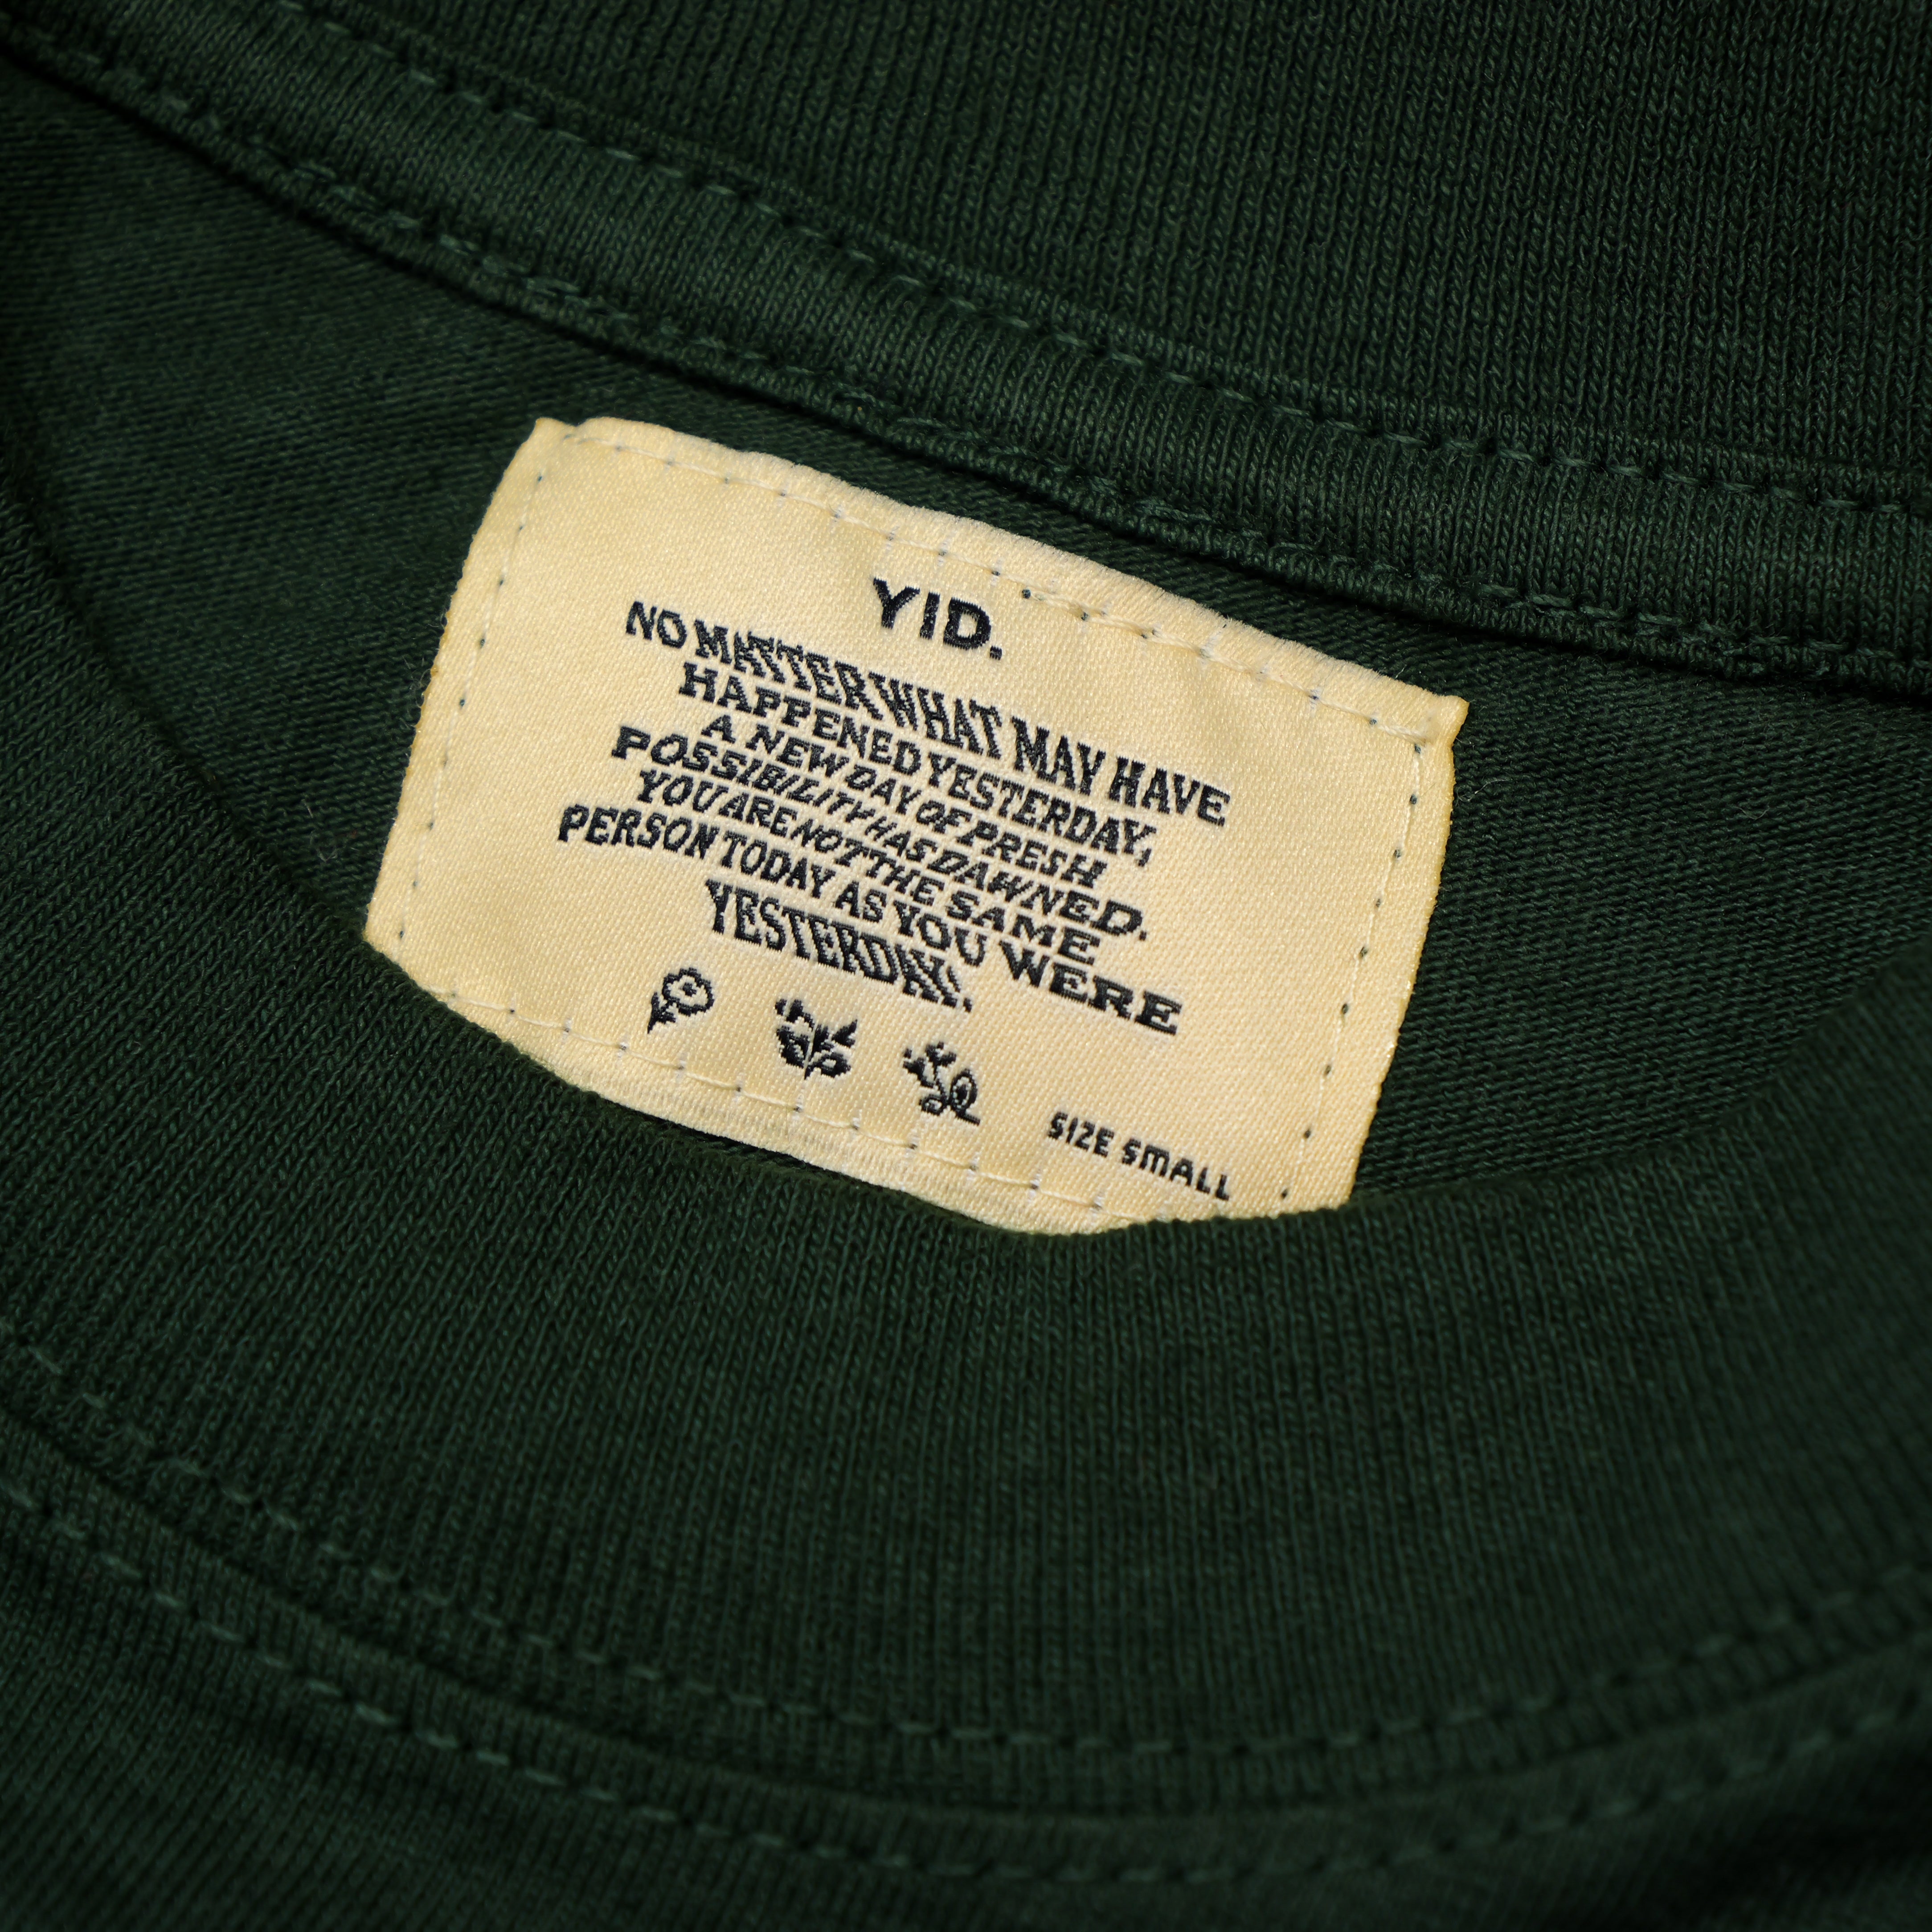 YID.
NO MATTER WHAT MAY HAVE
HAPPENED YESTERDAY,
A NEW DAY OF PRESH
POSSIBILITY HAS DAWNED.
YOU ARE NOT THE SAME
PERSON TODAY AS YOU WERE
YESTERDAY.
SIZE SMALL